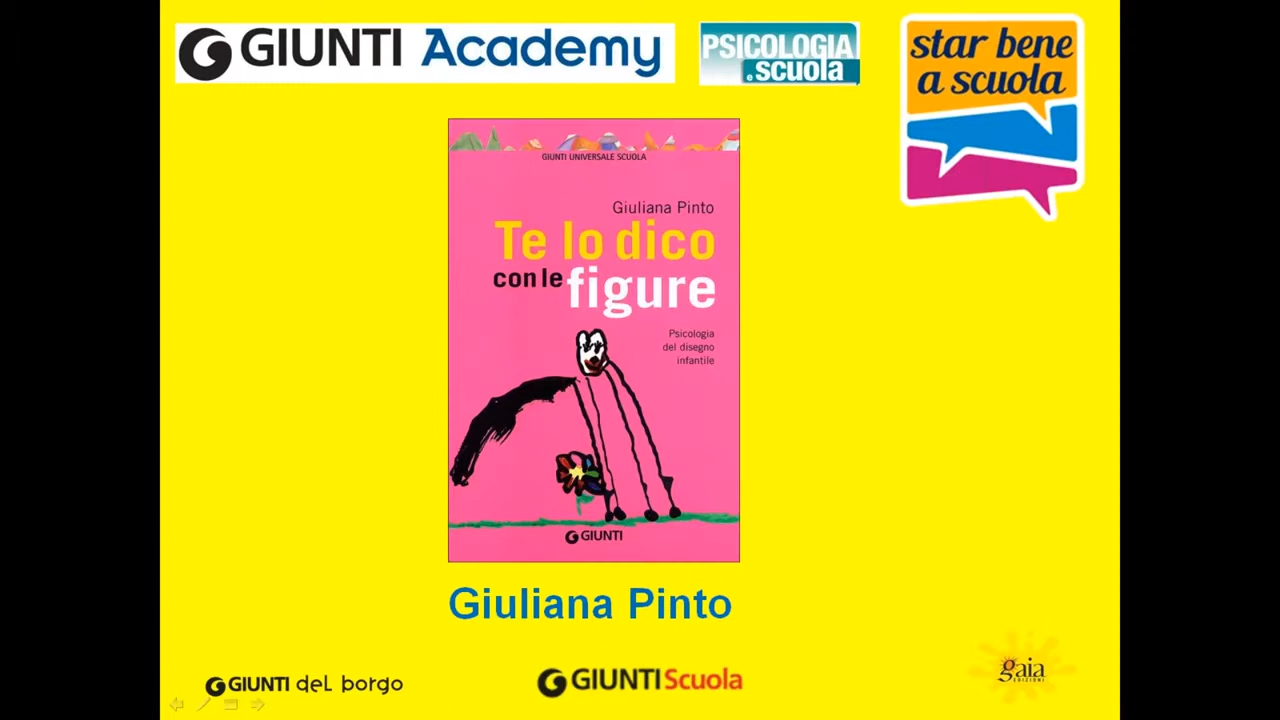 GIUNTI Academy
PSICOLOGIA
e scuola
star bene
a scuola
GIUNTI UNIVERSALE SCUOLA
Giuliana Pinto
Te lo dico
con le figure
Psicologia
del disegno
infantile
GIUNTI
Giuliana Pinto
GIUNTI del borgo
GIUNTI Scuola
gaia
EDIZIONI